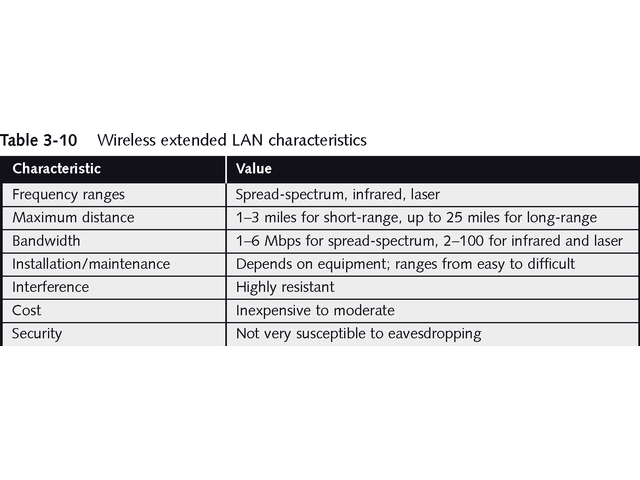 Table 3-10 Wireless extended LAN characteristics
Characteristic Value
Frequency ranges Spread-spectrum, infrared, laser
Maximum distance 1–3 miles for short-range, up to 25 miles for long-range
Bandwidth 1–6 Mbps for spread-spectrum, 2–100 for infrared and laser
Installation/maintenance Depends on equipment; ranges from easy to difficult
Interference Highly resistant
Cost Inexpensive to moderate
Security Not very susceptible to eavesdropping